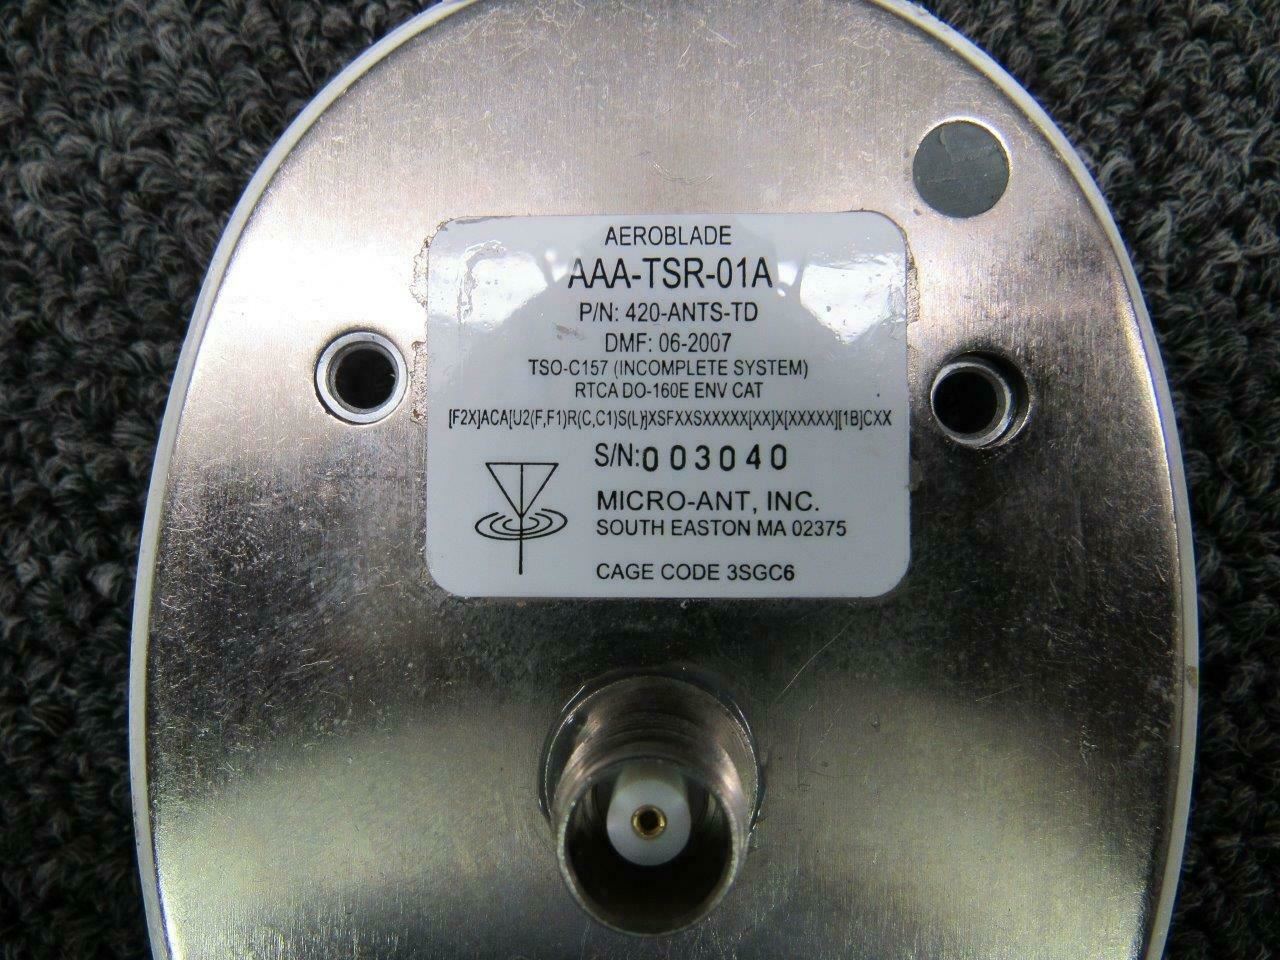 AEROBLADE
AAA-TSR-01A
P/N: 420-ANTS-TD
DMF: 06-2007
TSO-C157 (INCOMPLETE SYSTEM)
RTCA DO-160E ENV CAT
[F2X]ACA[U2(F,F1)R(C,C1)S(L)]XSFXXSXXXXX[XX]X[XXXXX][1B]CXX
S/N:003040
MICRO-ANT, INC.
SOUTH EASTON MA 02375
CAGE CODE 3SGC6